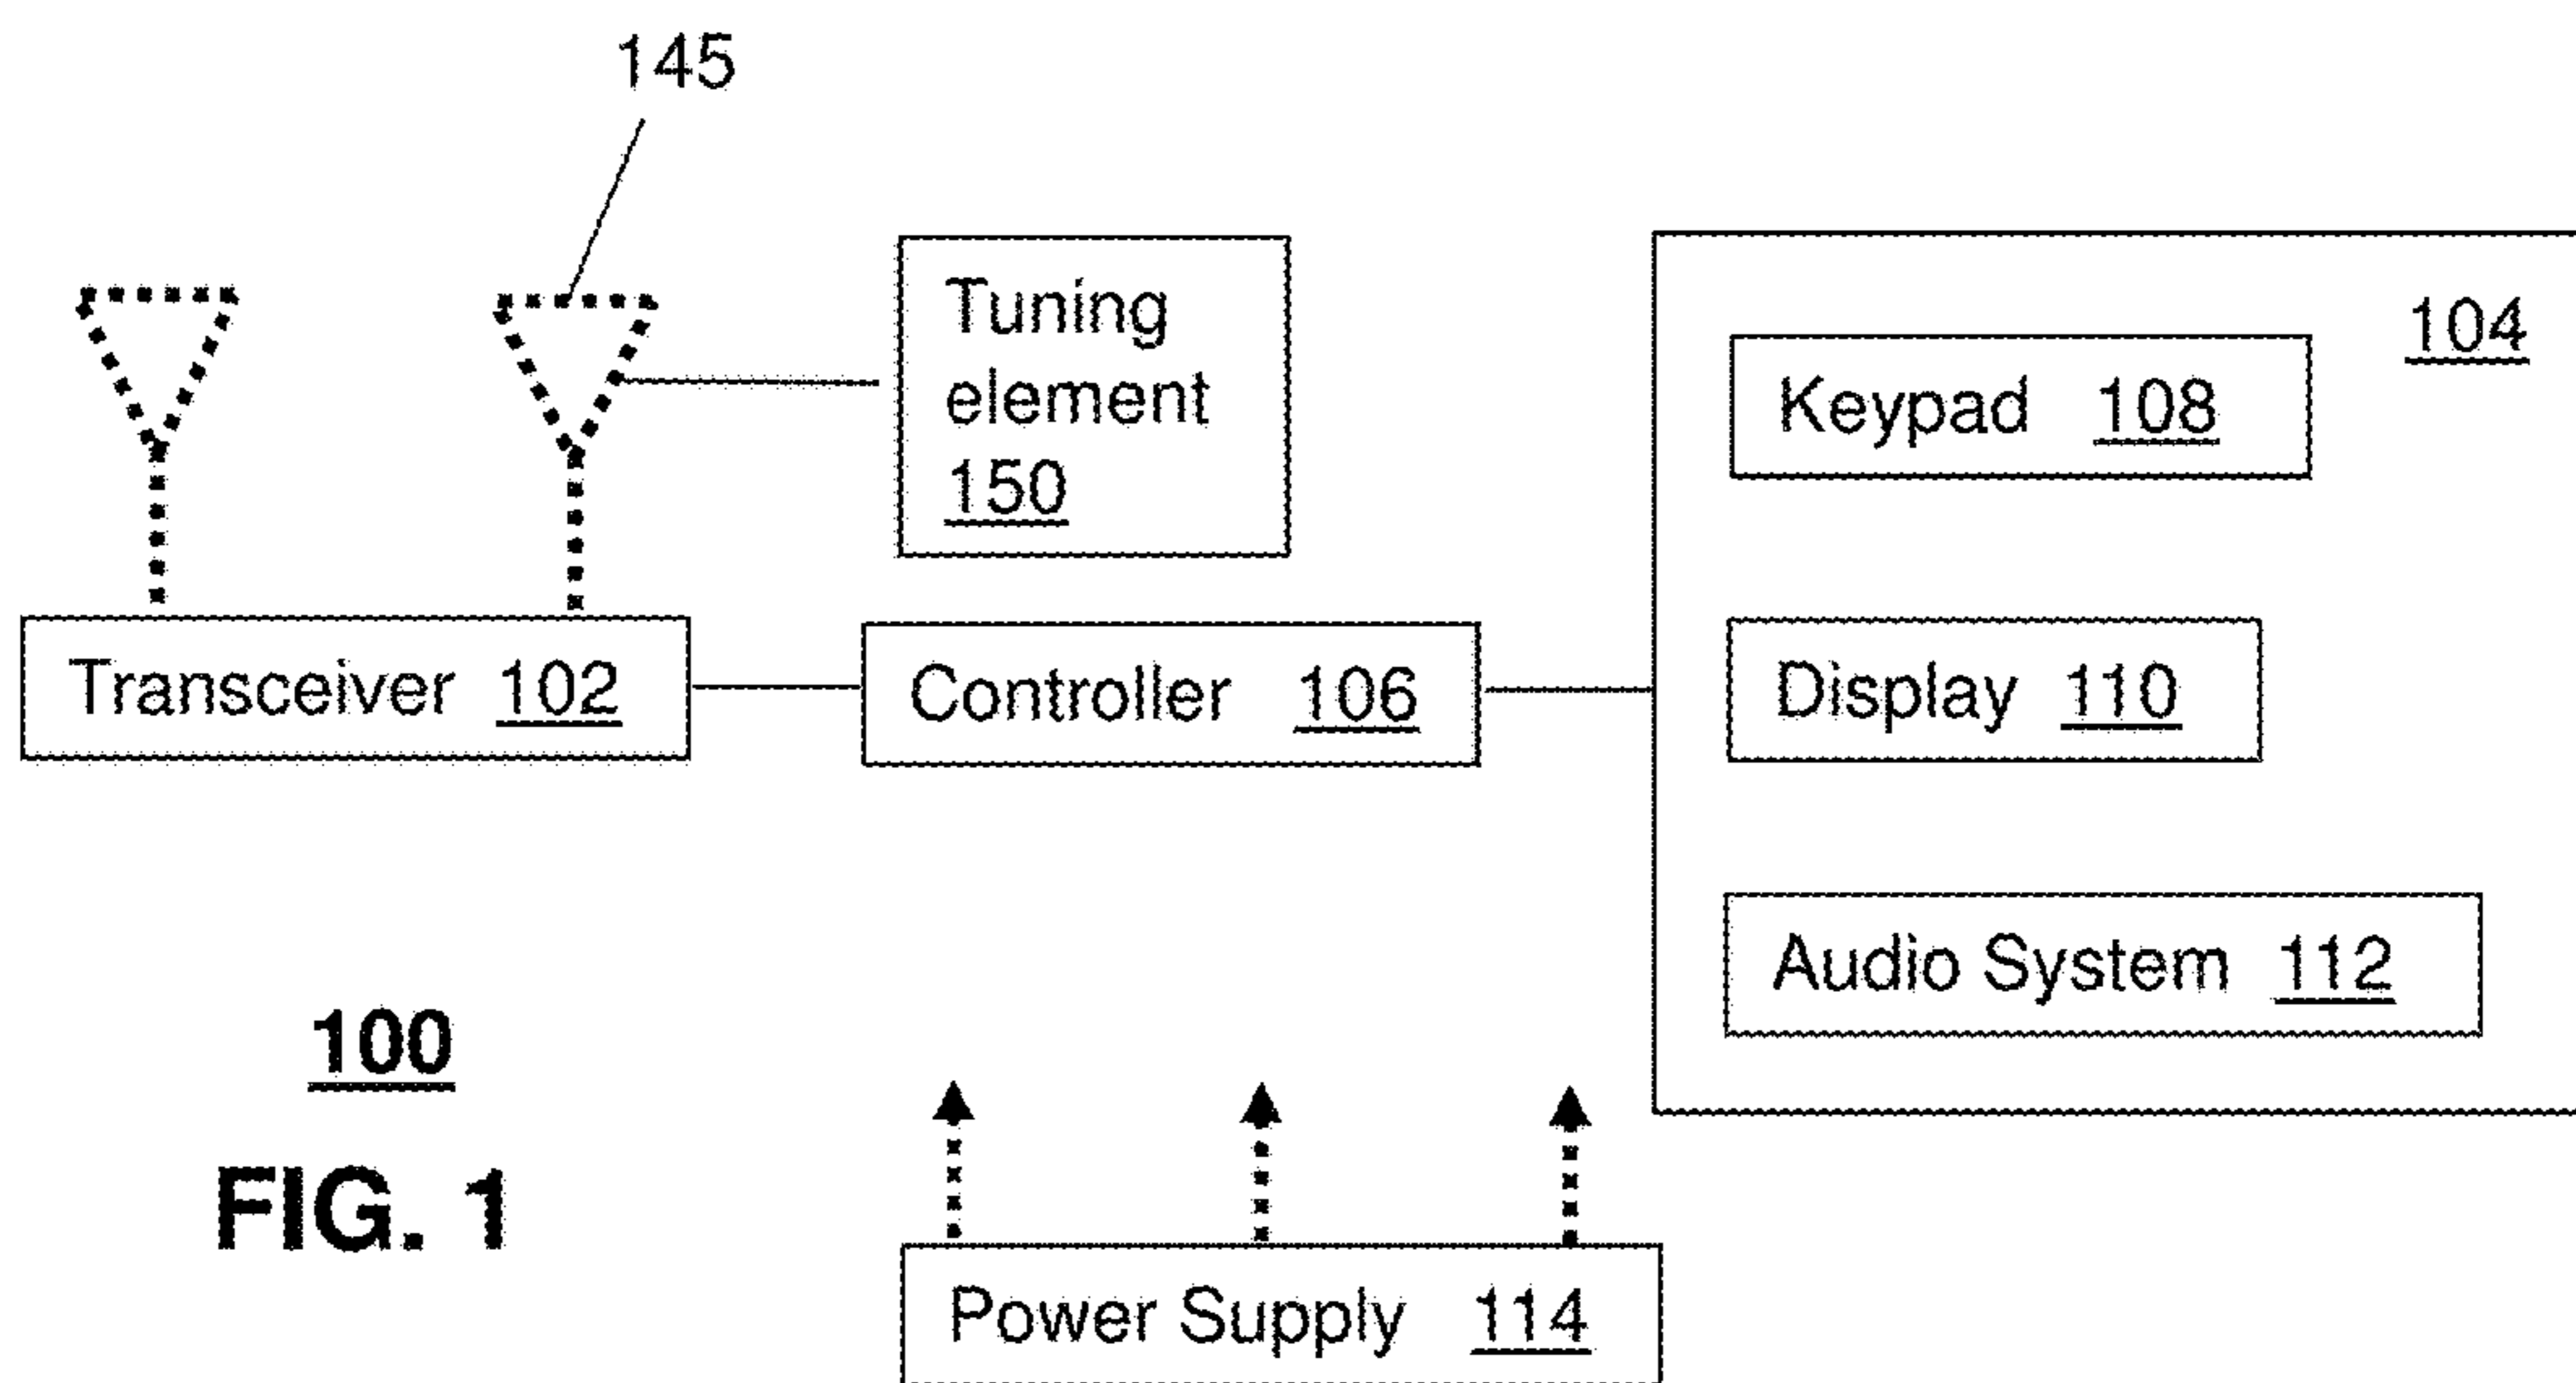 145
Tuning
element
150
104
Keypad 108
Transceiver 102
Controller 106
Display 110
Audio System 112
100
FIG. 1
Power Supply 114